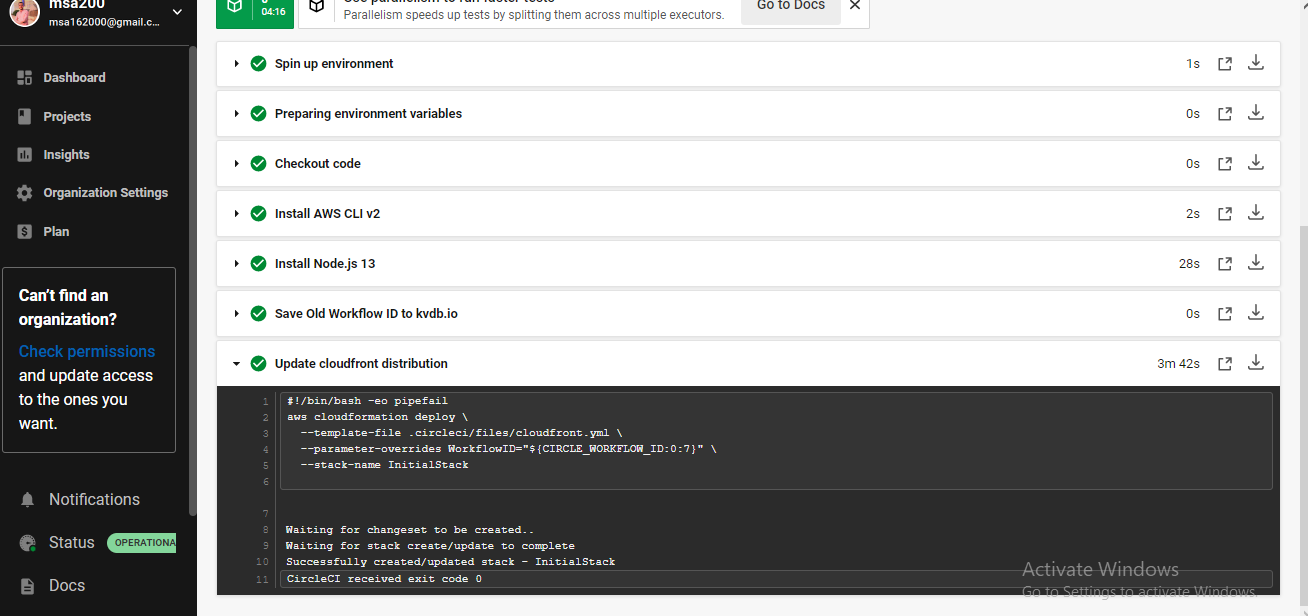 msa200
msa162000@gmail.c...
Dashboard
Projects
Insights
Organization Settings
Plan
Can't find an
organization?
Check permissions
and update access
to the ones you
want.
Notifications
Status OPERATIONA
Docs
04:16
Use parallelism to run faster tests
Parallelism speeds up tests by splitting them across multiple executors.
Go to Docs
Spin up environment 1s
Preparing environment variables 0s
Checkout code 0s
Install AWS CLI v2 2s
Install Node.js 13 28s
Save Old Workflow ID to kvdb.io 0s
Update cloudfront distribution 3m 42s
1 #!/bin/bash -eo pipefail
2 aws cloudformation deploy \
3 --template-file .circleci/files/cloudfront.yml \
4 --parameter-overrides WorkflowID="${CIRCLE_WORKFLOW_ID:0:7}" \
5 --stack-name InitialStack
6
7
8 Waiting for changeset to be created..
9 Waiting for stack create/update to complete
10 Successfully created/updated stack - InitialStack
11 CircleCI received exit code 0
Activate Windows
Go to Settings to activate Windows.